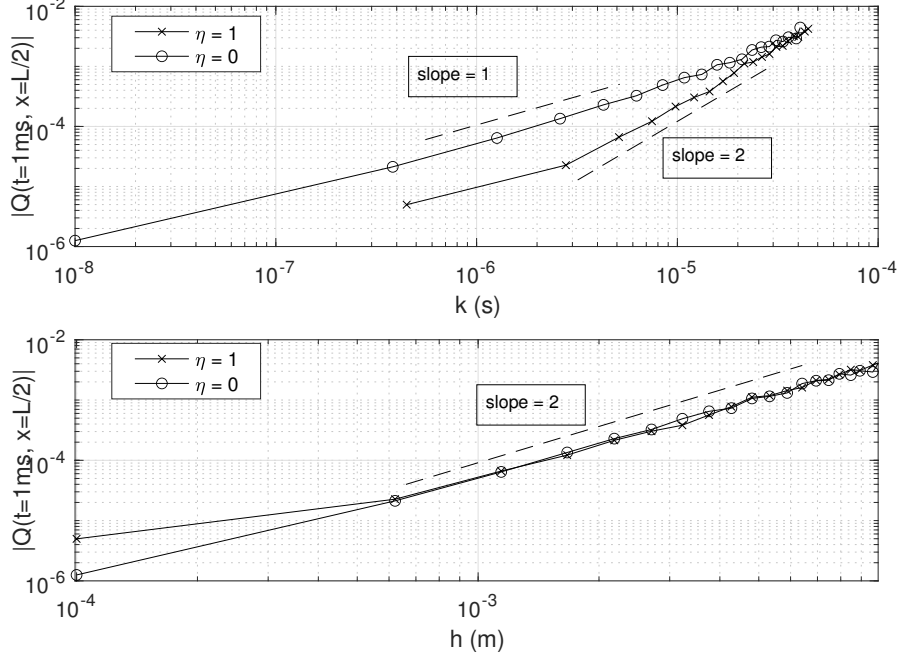 10^-2
|Q(t=1ms, x=L/2)|
η = 1
η = 0
slope = 1
10^-4
slope = 2
10^-6
10^-8 10^-7 10^-6 10^-5 10^-4
k (s)
10^-2
|Q(t=1ms, x=L/2)|
η = 1
η = 0
slope = 2
10^-4
10^-6
10^-4 10^-3
h (m)